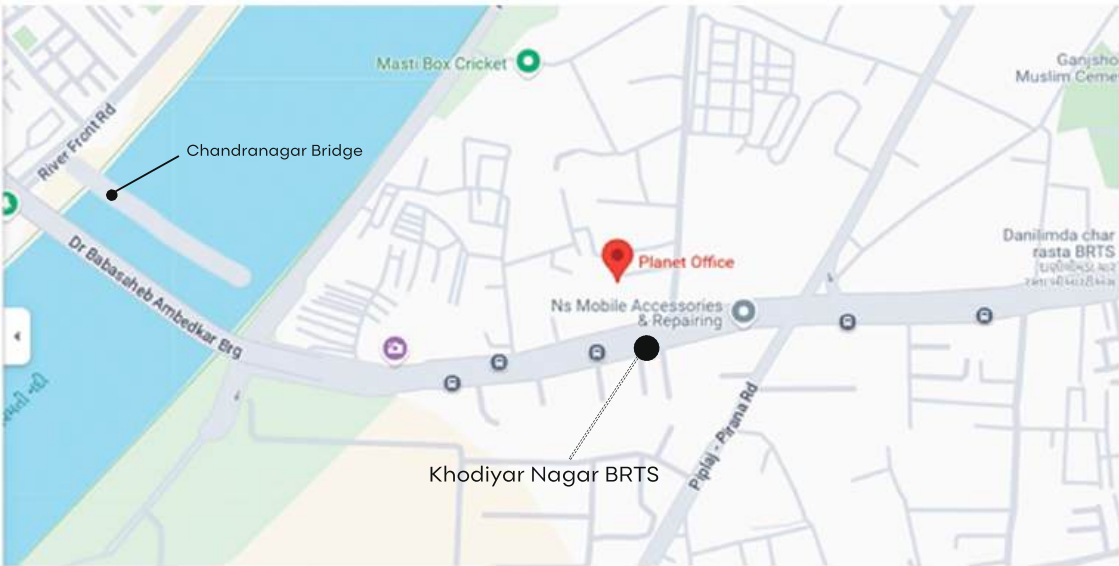 Masti Box Cricket
Ganjsho
Muslim Ceme
River Front Rd
Chandranagar Bridge
Dr Babasaheb Ambedkar Brg
Planet Office
Danilimda char
rasta BRTS
Ns Mobile Accessories
& Repairing
Khodiyar Nagar BRTS
Piplaj - Pirana Rd